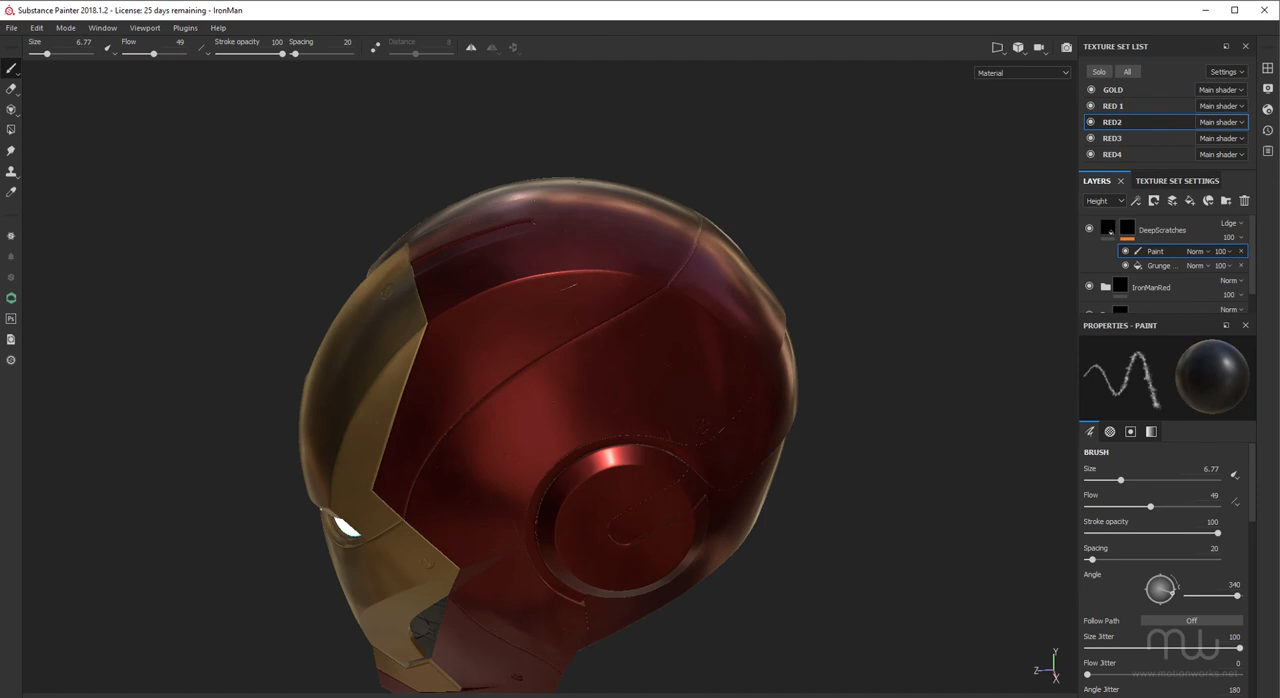 Substance Painter 2018.1.2 - License: 25 days remaining - IronMan
File Edit Mode Window Viewport Plugins Help
Size 6.77 Flow 49 Stroke opacity 100 Spacing 20 Distance 8
Material
TEXTURE SET LIST
Solo All Settings
GOLD Main shader
RED 1 Main shader
RED2 Main shader
RED3 Main shader
RED4 Main shader
LAYERS TEXTURE SET SETTINGS
Height
DeepScratches Ldge
100
Paint Norm 100
Grunge ... Norm 100
IronManRed Norm
100
Norm
PROPERTIES - PAINT
BRUSH
Size 6.77
Flow 49
Stroke opacity 100
Spacing 20
Angle
340
Follow Path Off
Size Jitter 100
Flow Jitter 0
www.motionworks.net
Angle Jitter 180
Y
Z
X
Ps
mw